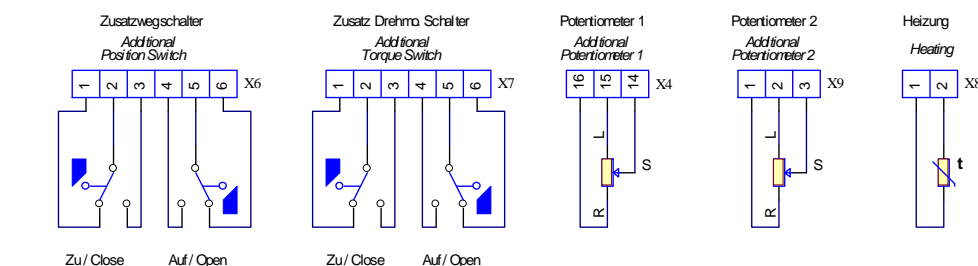 Zusatzwegschalter
Additional
Position Switch
1 2 3 4 5 6 X6
Zu / Close Auf / Open
Zusatz Drehmo. Schalter
Additional
Torque Switch
1 2 3 4 5 6 X7
Zu / Close Auf / Open
Potentiometer 1
Additional
Potentiometer 1
16 15 14 X4
L
S
R
Potentiometer 2
Additional
Potentiometer 2
1 2 3 X9
L
S
R
Heizung
Heating
1 2 X8
t